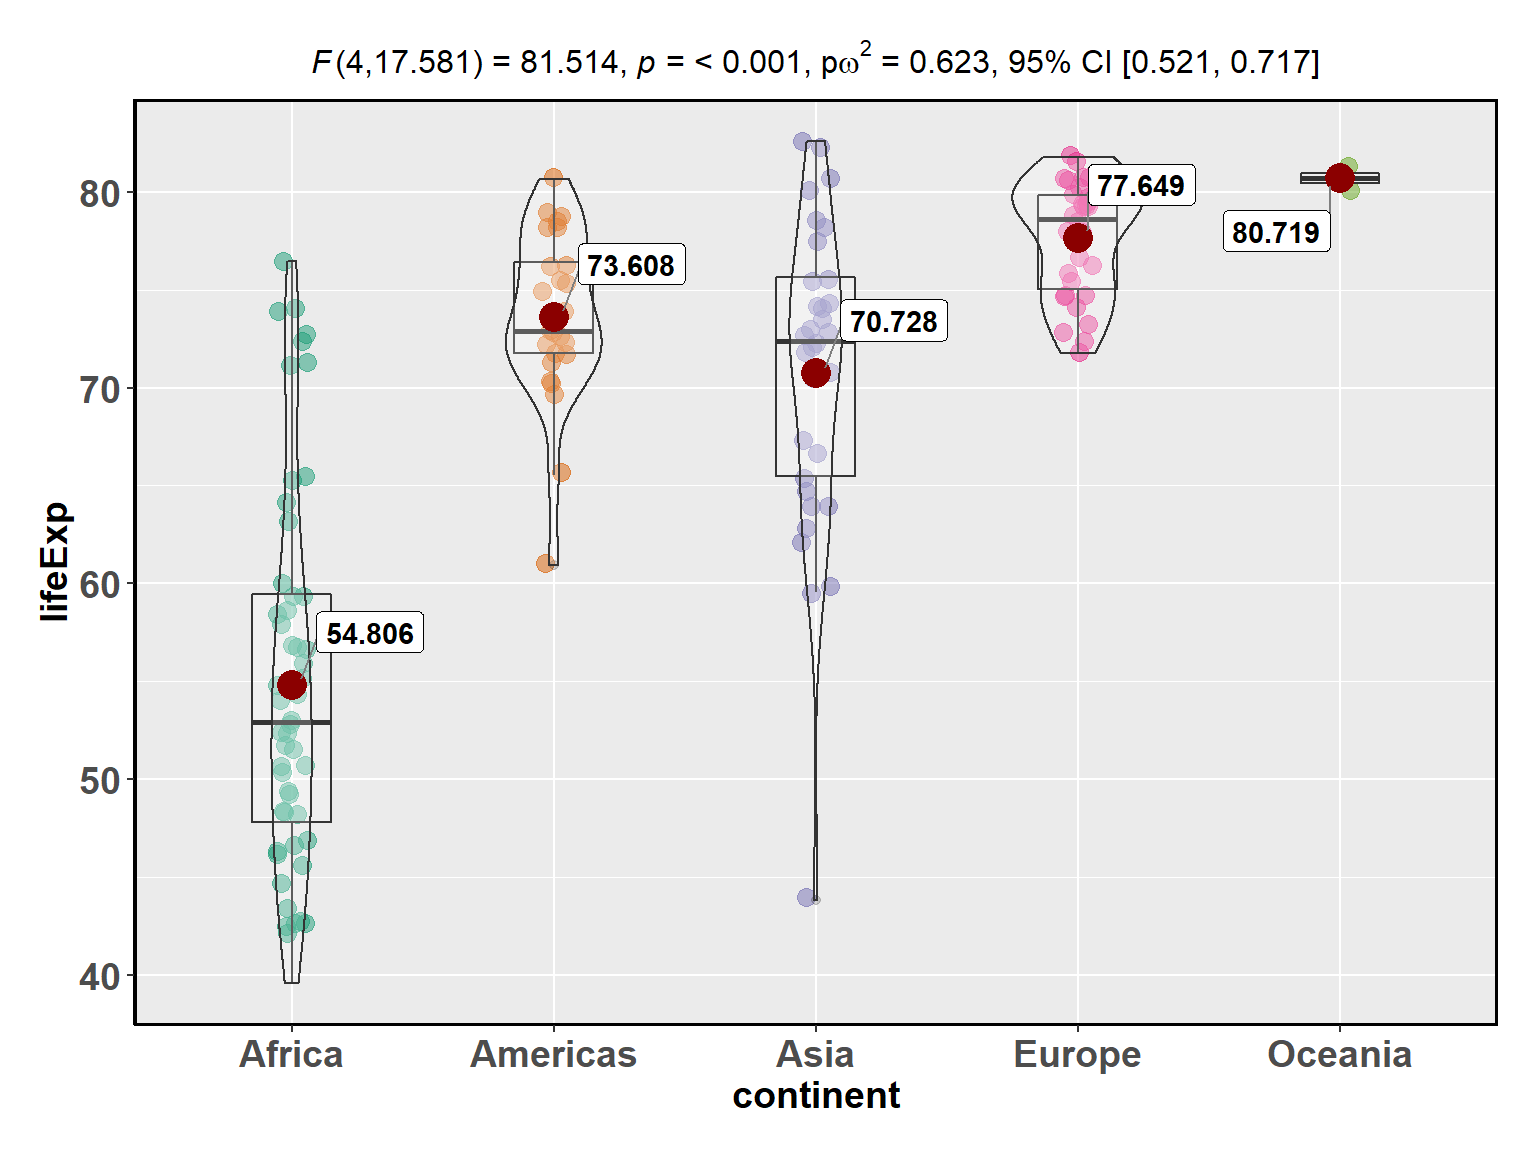 F(4,17.581) = 81.514, p = < 0.001, pω² = 0.623, 95% CI [0.521, 0.717]
lifeExp
80
70
60
50
40
77.649
80.719
73.608
70.728
54.806
Africa Americas Asia Europe Oceania
continent